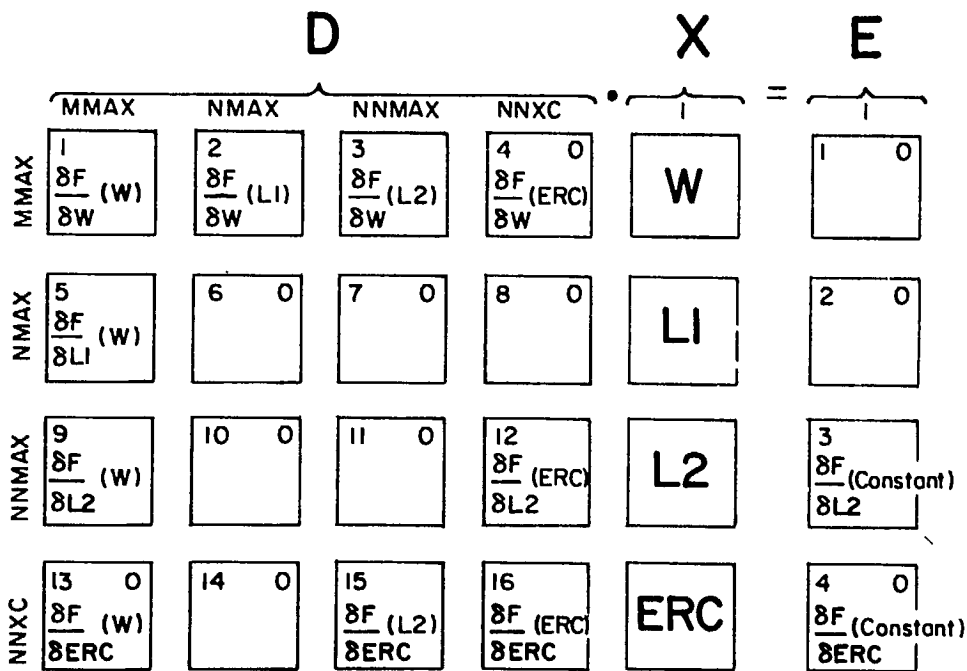 D X E
MMAX NMAX NNMAX NNXC • 1 = 1
MMAX
1 2 3 4 0 W 1 0
δF/δW (W) δF/δW (L1) δF/δW (L2) δF/δW (ERC)
NMAX
5 6 0 7 0 8 0 L1 2 0
δF/δL1 (W)
NNMAX
9 10 0 11 0 12 L2 3
δF/δL2 (W) δF/δL2 (ERC) δF/δL2 (Constant)
NNXC
13 0 14 0 15 16 ERC 4 0
δF/δERC (W) δF/δERC (L2) δF/δERC (ERC) δF/δERC (Constant)